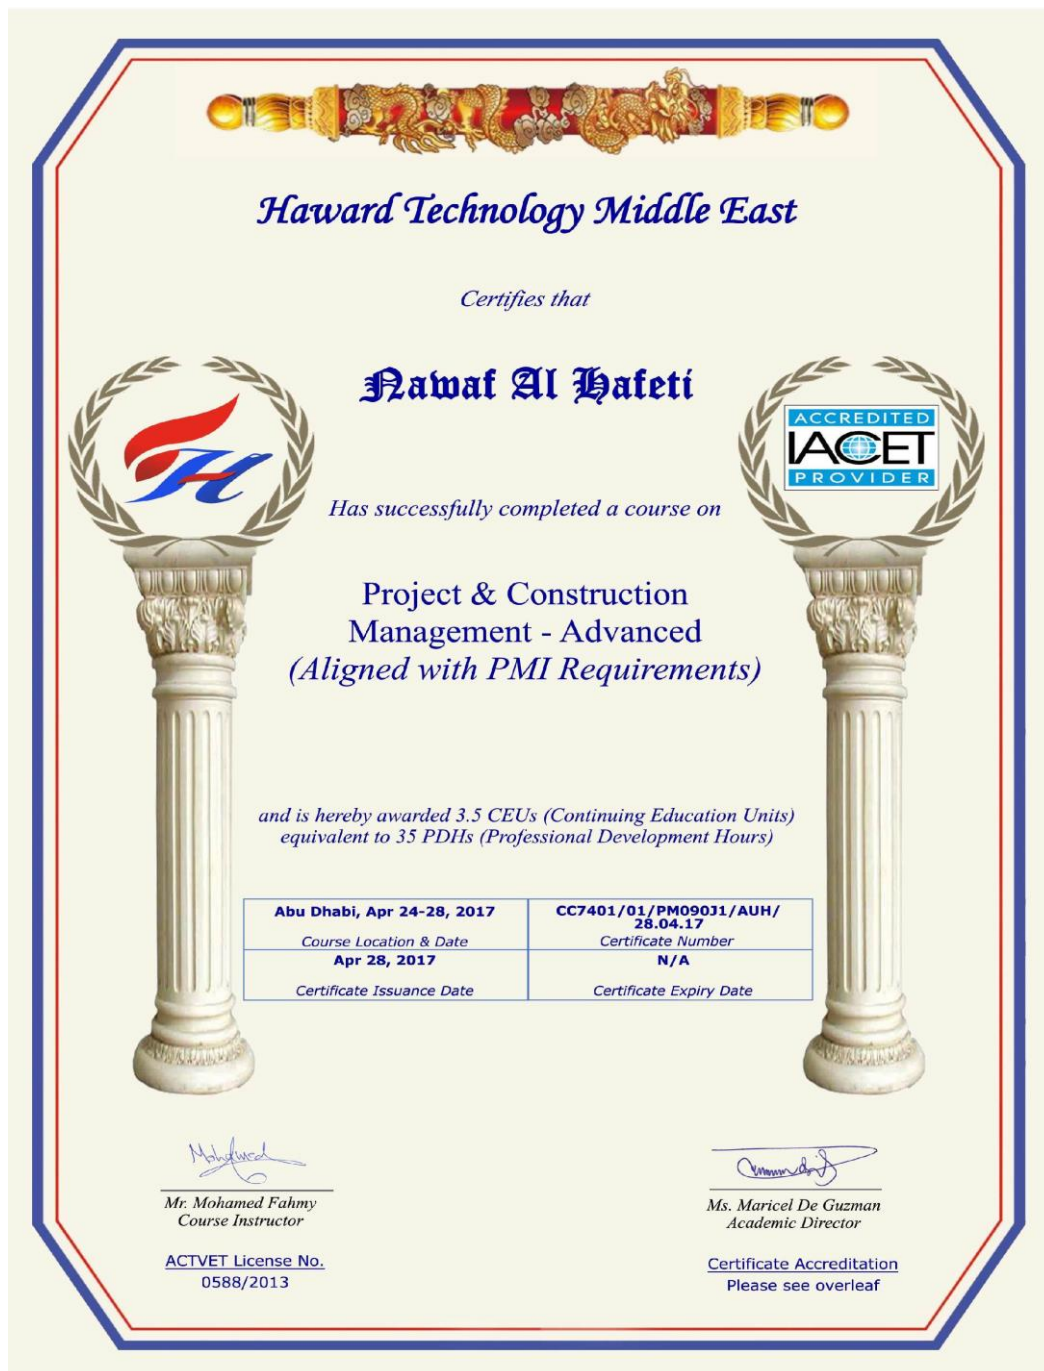 Haward Technology Middle East
Certifies that
Nawaf Al Hafeti
ACCREDITED
IACET
PROVIDER
H
Has successfully completed a course on
Project & Construction
Management - Advanced
(Aligned with PMI Requirements)
and is hereby awarded 3.5 CEUs (Continuing Education Units)
equivalent to 35 PDHs (Professional Development Hours)
Abu Dhabi, Apr 24-28, 2017
Course Location & Date
CC7401/01/PM090J1/AUH/
28.04.17
Certificate Number
Apr 28, 2017
Certificate Issuance Date
N/A
Certificate Expiry Date
Mohamed
Mr. Mohamed Fahmy
Course Instructor
ACTVET License No.
0588/2013
Ms. Maricel De Guzman
Academic Director
Certificate Accreditation
Please see overleaf